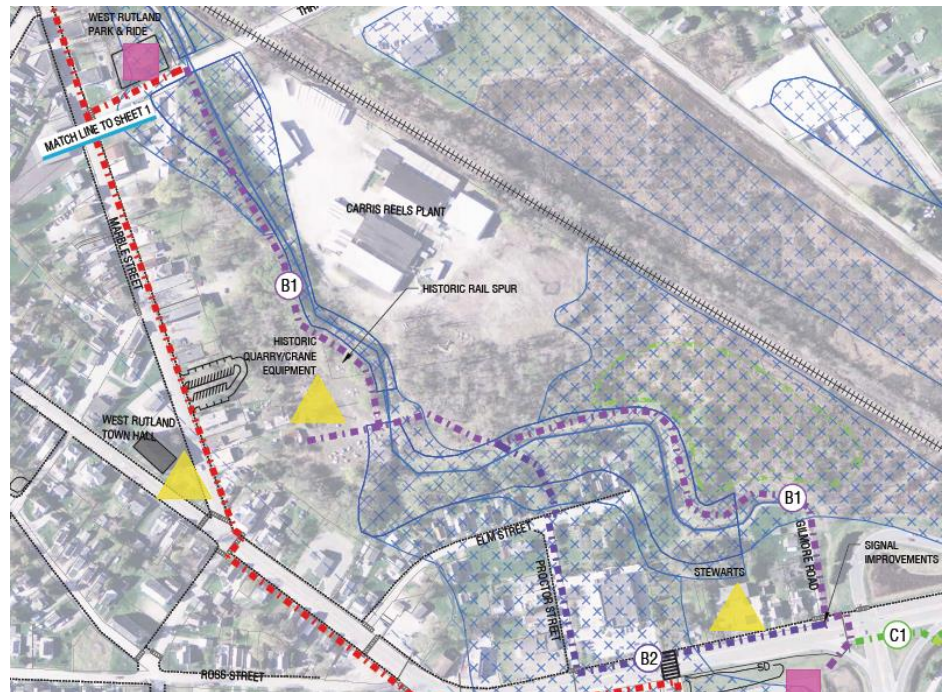 WEST RUTLAND
PARK & RIDE
MATCH LINE TO SHEET 1
MARBLE STREET
CARRIS REELS PLANT
B1
HISTORIC RAIL SPUR
HISTORIC
QUARRY/CRANE
EQUIPMENT
WEST RUTLAND
TOWN HALL
B1
ELM STREET
PROCTOR STREET
STEWARTS
GILMORE ROAD
SIGNAL
IMPROVEMENTS
C1
B2
50
ROSS STREET